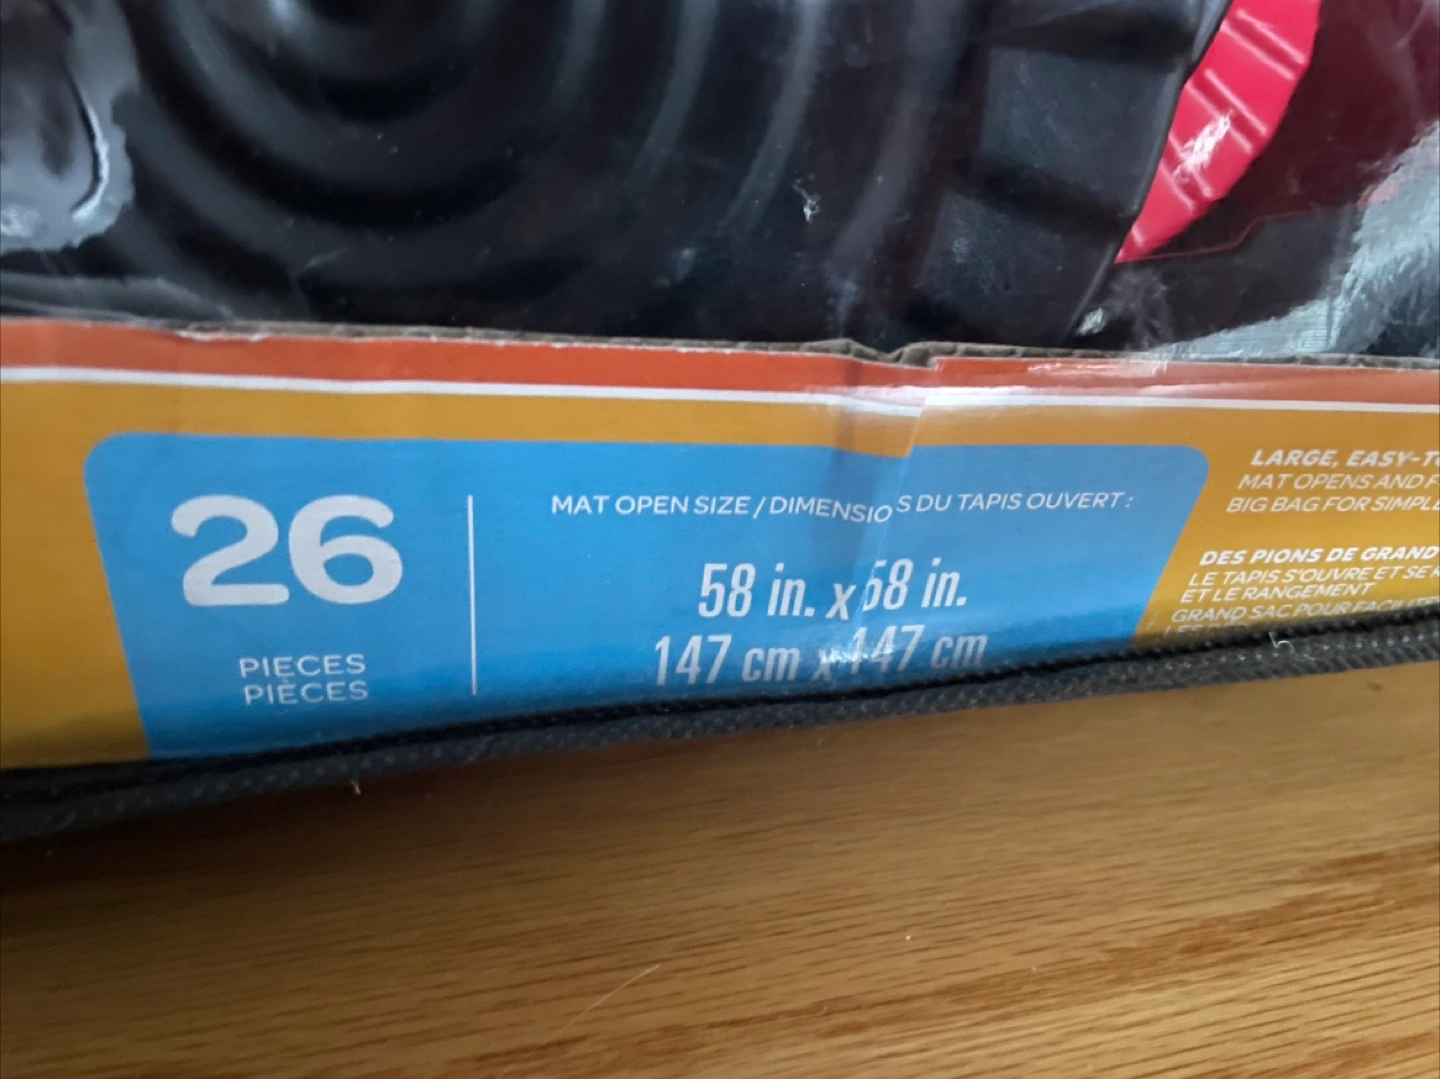 26
PIECES
PIÈCES
MAT OPEN SIZE / DIMENSIOS DU TAPIS OUVERT :
58 in. x 58 in.
147 cm x 147 cm
LARGE, EASY-T
MAT OPENS AND F
BIG BAG FOR SIMPLE
DES PIONS DE GRAND
LE TAPIS S'OUVRE ET SE
ET LE RANGEMENT
GRAND SAC POUR FACILIT